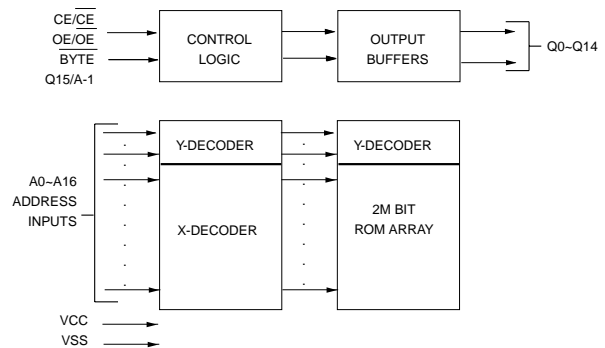 CE/CE
OE/OE
BYTE
Q15/A-1
CONTROL
LOGIC
OUTPUT
BUFFERS
Q0~Q14
A0~A16
ADDRESS
INPUTS
Y-DECODER
X-DECODER
Y-DECODER
2M BIT
ROM ARRAY
VCC
VSS